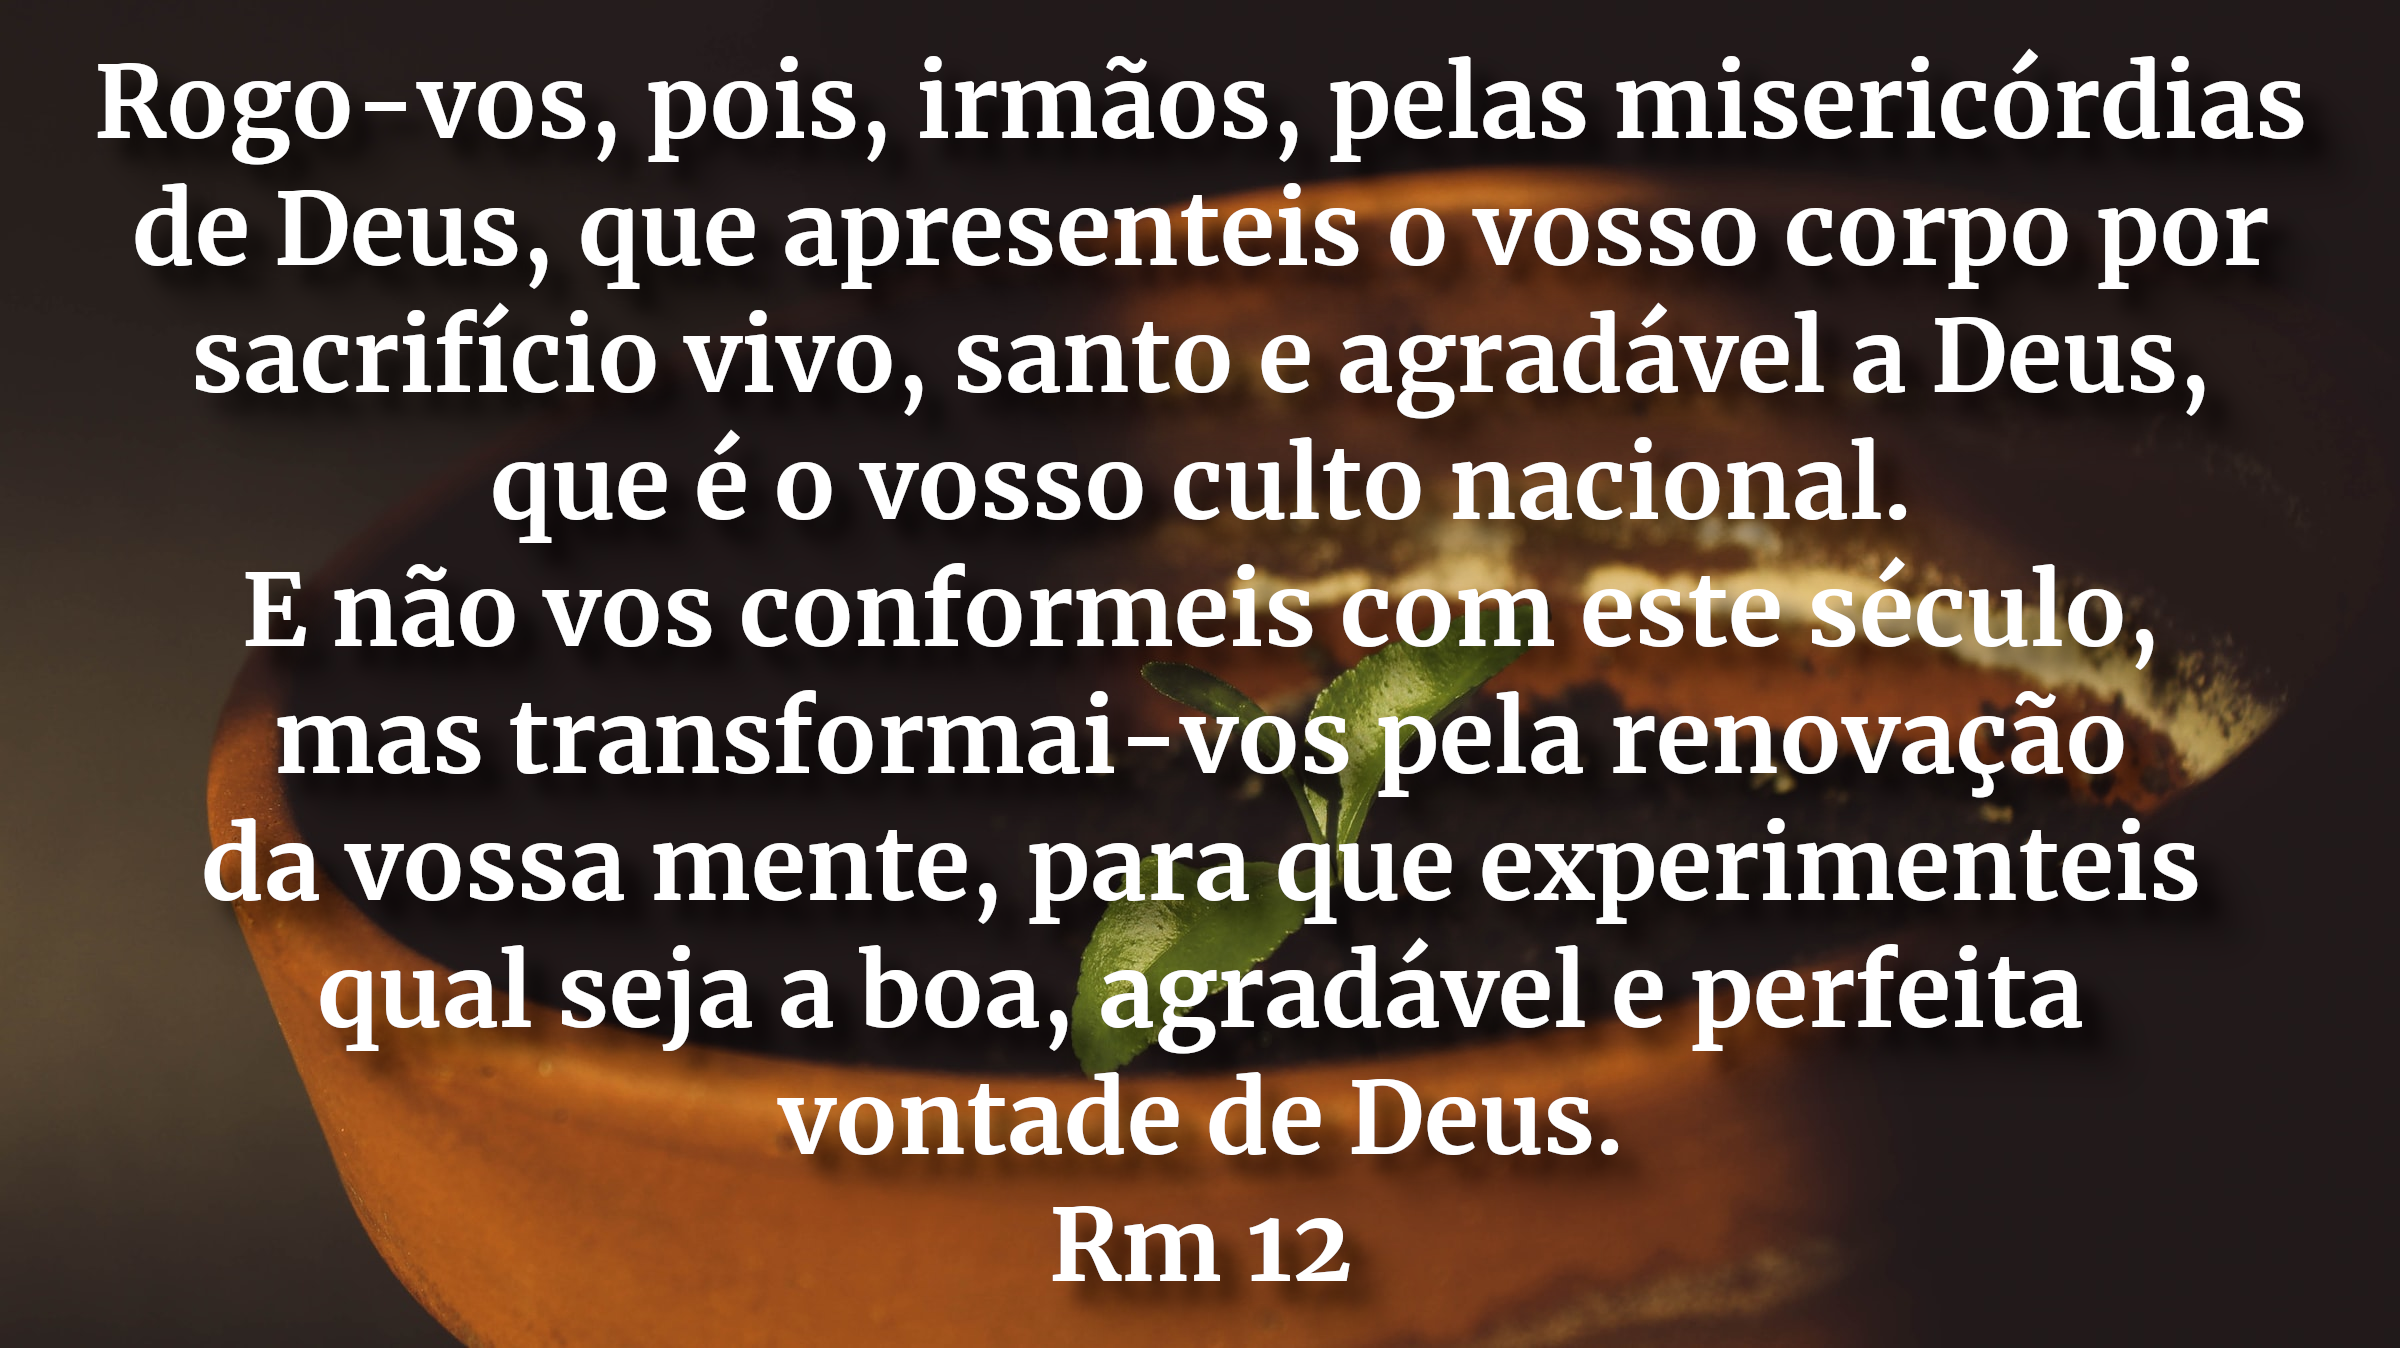 Rogo-vos, pois, irmãos, pelas misericórdias
de Deus, que apresenteis o vosso corpo por
sacrifício vivo, santo e agradável a Deus,
que é o vosso culto nacional.
E não vos conformeis com este século,
mas transformai-vos pela renovação
da vossa mente, para que experimenteis
qual seja a boa, agradável e perfeita
vontade de Deus.
Rm 12